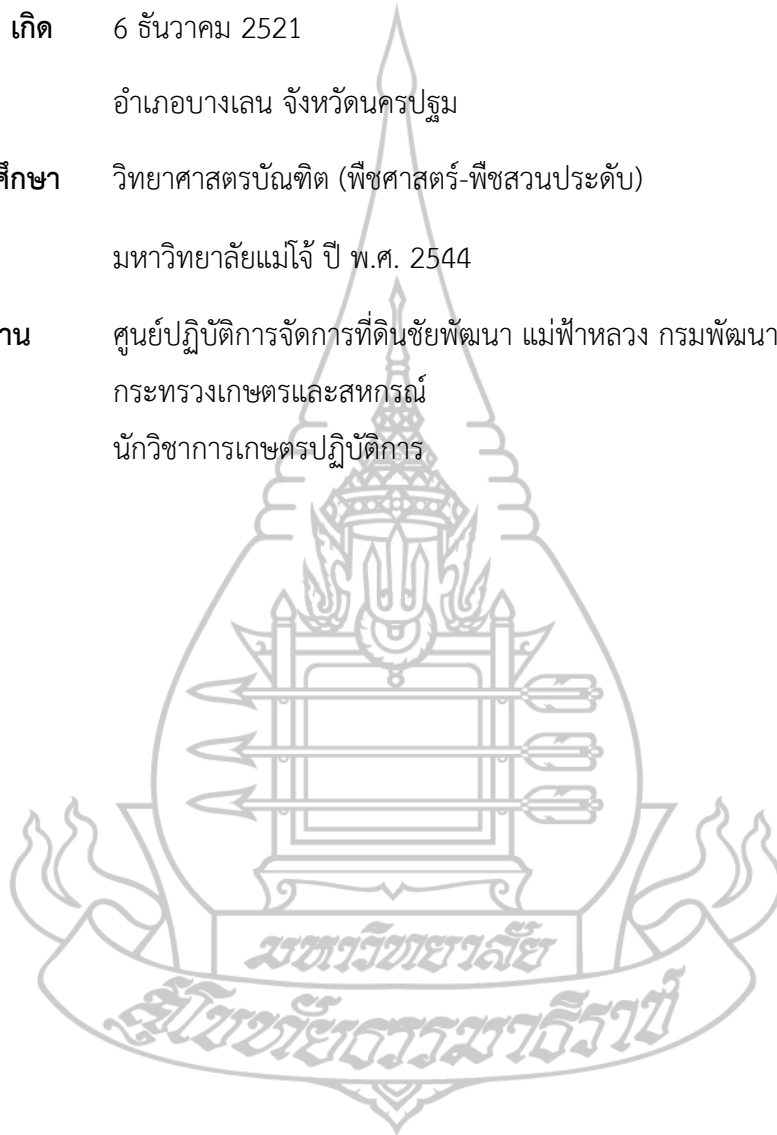 เกิด 6 ธันวาคม 2521
อำเภอบางเลน จังหวัดนครปฐม
ศึกษา วิทยาศาสตรบัณฑิต (พืชศาสตร์-พืชสวนประดับ)
มหาวิทยาลัยแม่โจ้ ปี พ.ศ. 2544
าน ศูนย์ปฏิบัติการจัดการที่ดินชัยพัฒนา แม่ฟ้าหลวง กรมพัฒนา
กระทรวงเกษตรและสหกรณ์
นักวิชาการเกษตรปฏิบัติการ
มหาวิทยาลัย
สุโขทัยธรรมาธิราช